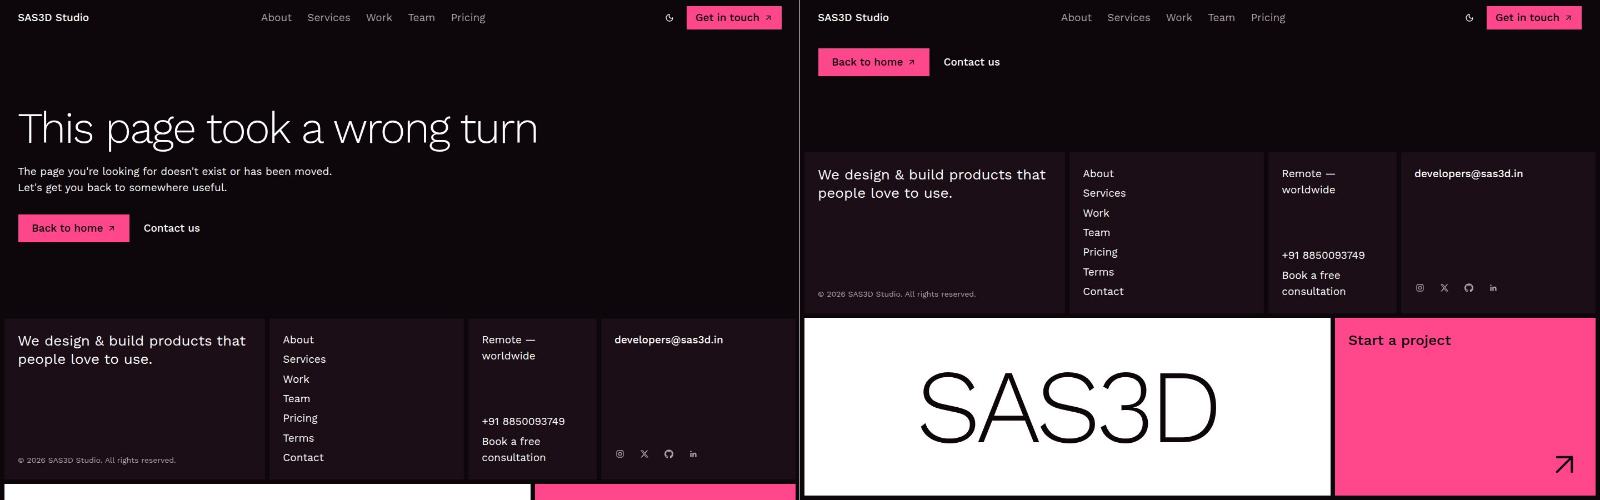 SAS3D Studio
About Services Work Team Pricing
Get in touch
This page took a wrong turn
The page you're looking for doesn't exist or has been moved.
Let's get you back to somewhere useful.
Back to home
Contact us
We design & build products that
people love to use.
© 2026 SAS3D Studio. All rights reserved.
About
Services
Work
Team
Pricing
Terms
Contact
Remote —
worldwide
+91 8850093749
Book a free
consultation
developers@sas3d.in
SAS3D Studio
About Services Work Team Pricing
Get in touch
Back to home
Contact us
We design & build products that
people love to use.
© 2026 SAS3D Studio. All rights reserved.
About
Services
Work
Team
Pricing
Terms
Contact
Remote —
worldwide
+91 8850093749
Book a free
consultation
developers@sas3d.in
SAS3D
Start a project